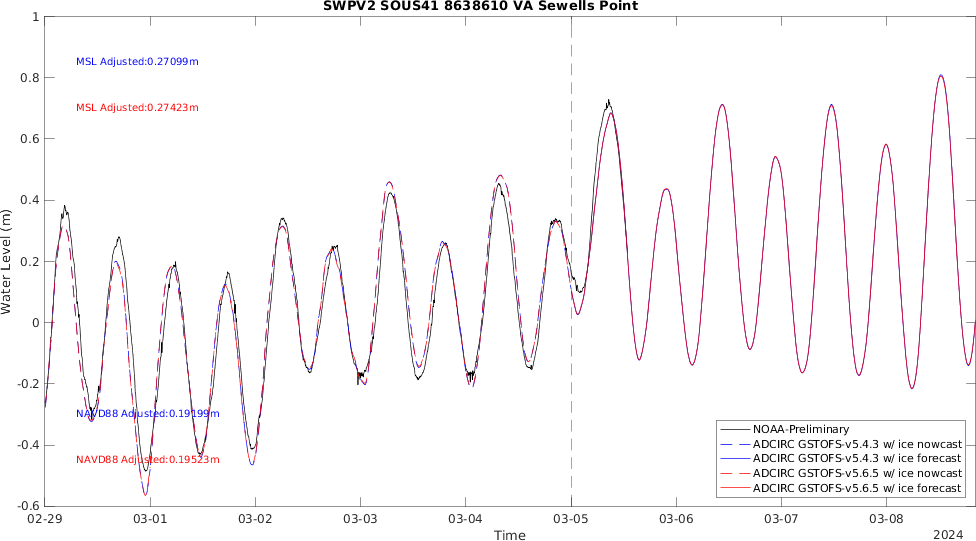 SWPV2 SOUS41 8638610 VA Sewells Point
1
0.8
0.6
0.4
0.2
0
-0.2
-0.4
-0.6
Water Level (m)
MSL Adjusted:0.27099m
MSL Adjusted:0.27423m
NAVD88 Adjusted:0.19199m
NAVD88 Adjusted:0.19523m
NOAA-Preliminary
ADCIRC GSTOFS-v5.4.3 w/ ice nowcast
ADCIRC GSTOFS-v5.4.3 w/ ice forecast
ADCIRC GSTOFS-v5.6.5 w/ ice nowcast
ADCIRC GSTOFS-v5.6.5 w/ ice forecast
02-29 03-01 03-02 03-03 03-04 03-05 03-06 03-07 03-08
Time
2024